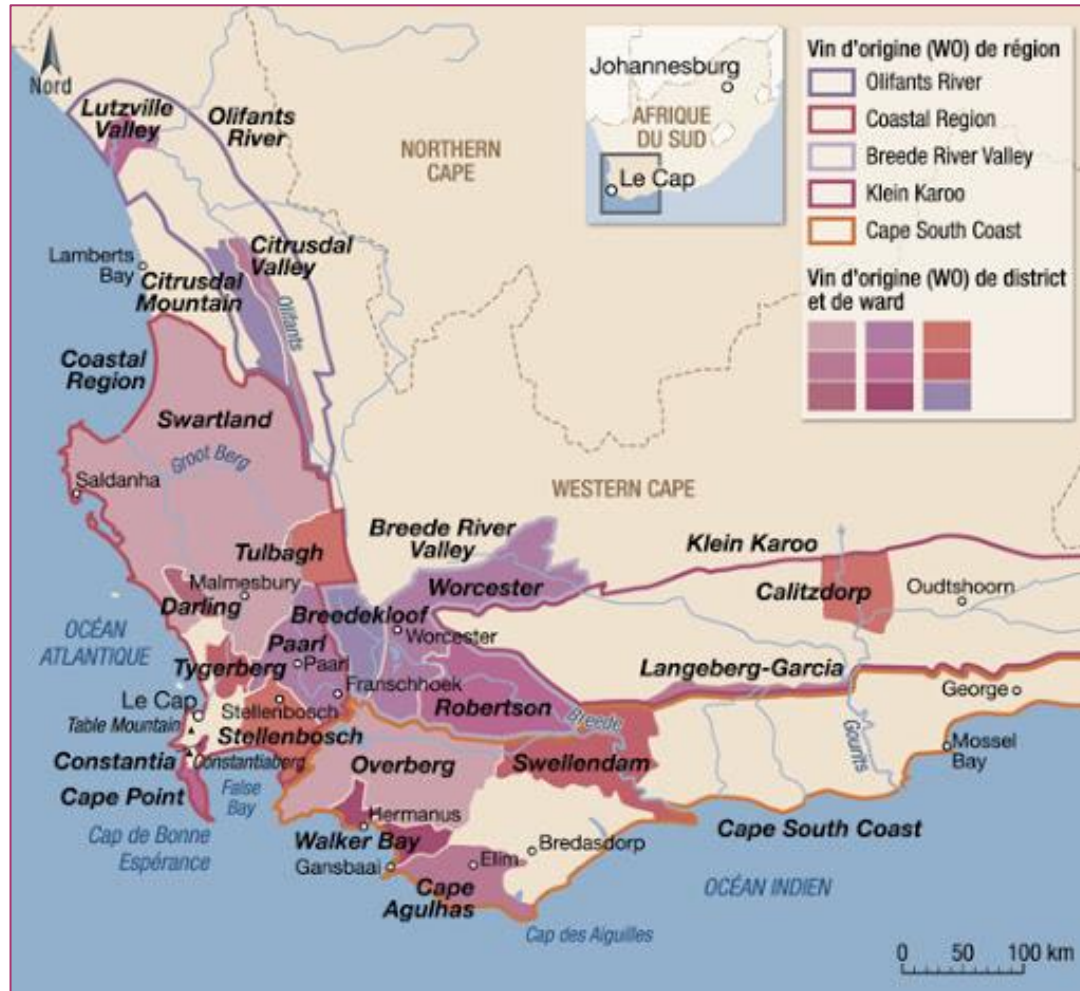 Nord
Lutzville
Valley
Olifants
River
NORTHERN
CAPE
Johannesburg
AFRIQUE
DU SUD
Le Cap
Vin d'origine (WO) de région
Olifants River
Coastal Region
Breede River Valley
Klein Karoo
Cape South Coast
Vin d'origine (WO) de district
et de ward
Lamberts
Bay
Citrusdal
Valley
Citrusdal
Mountain
Olifants
Coastal
Region
Swartland
Groot Berg
Saldanha
WESTERN CAPE
Breede River
Valley
Tulbagh
Klein Karoo
Malmesbury
Worcester
Calitzdorp
Oudtshoorn
Darling
Breedekloof
Worcester
OCÉAN
ATLANTIQUE
Paarl
Paarl
Tygerberg
Franschhoek
Langeberg-Garcia
Le Cap
Stellenbosch
Robertson
George
Table Mountain
Stellenbosch
Breede
Gourits
Mossel
Bay
Constantia
Constantiaberg
Overberg
Swellendam
Cape Point
False
Bay
Hermanus
Cap de Bonne
Espérance
Walker Bay
Bredasdorp
Cape South Coast
Gansbaai
Elim
Cape
Agulhas
OCÉAN INDIEN
Cap des Aiguilles
0 50 100 km